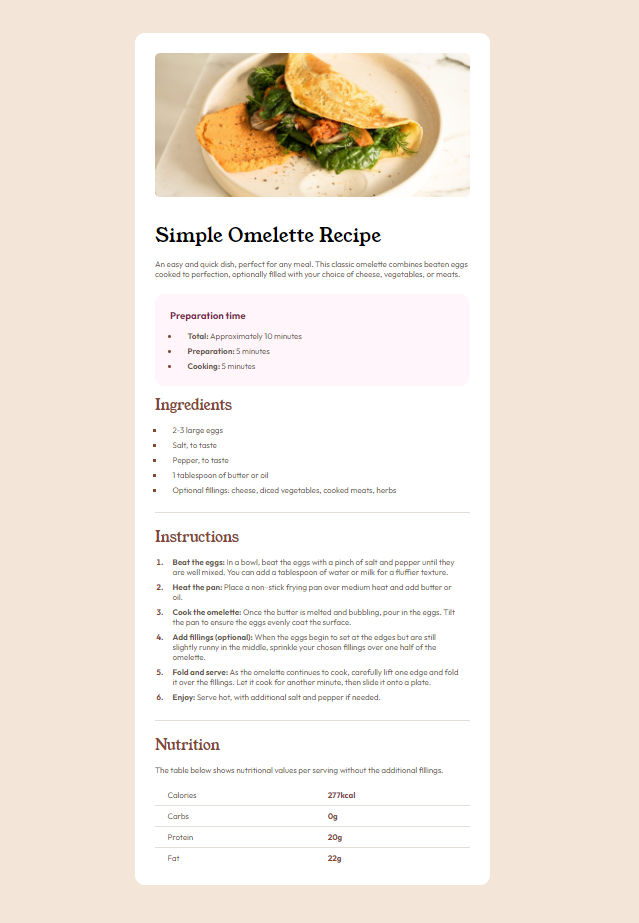 Simple Omelette Recipe
An easy and quick dish, perfect for any meal. This classic omelette combines beaten eggs
cooked to perfection, optionally filled with your choice of cheese, vegetables, or meats.
Preparation time
Total: Approximately 10 minutes
Preparation: 5 minutes
Cooking: 5 minutes
Ingredients
2-3 large eggs
Salt, to taste
Pepper, to taste
1 tablespoon of butter or oil
Optional fillings: cheese, diced vegetables, cooked meats, herbs
Instructions
1. Beat the eggs: In a bowl, beat the eggs with a pinch of salt and pepper until they
are well mixed. You can add a tablespoon of water or milk for a fluffier texture.
2. Heat the pan: Place a non-stick frying pan over medium heat and add butter or
oil.
3. Cook the omelette: Once the butter is melted and bubbling, pour in the eggs. Tilt
the pan to ensure the eggs evenly coat the surface.
4. Add fillings (optional): When the eggs begin to set at the edges but are still
slightly runny in the middle, sprinkle your chosen fillings over one half of the
omelette.
5. Fold and serve: As the omelette continues to cook, carefully lift one edge and fold
it over the fillings. Let it cook for another minute, then slide it onto a plate.
6. Enjoy: Serve hot, with additional salt and pepper if needed.
Nutrition
The table below shows nutritional values per serving without the additional fillings.
Calories 277kcal
Carbs 0g
Protein 20g
Fat 22g